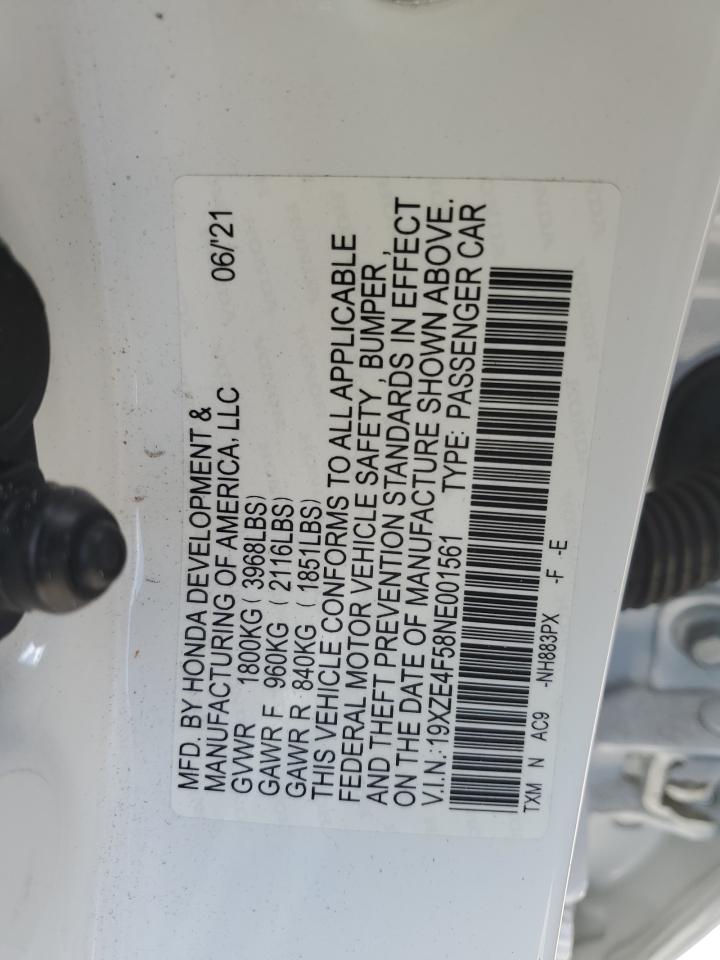 MFD. BY HONDA DEVELOPMENT & 06/'21
MANUFACTURING OF AMERICA, LLC
GVWR 1800KG ( 3968LBS)
GAWR F 960KG ( 2116LBS)
GAWR R 840KG ( 1851LBS)
THIS VEHICLE CONFORMS TO ALL APPLICABLE
FEDERAL MOTOR VEHICLE SAFETY , BUMPER ,
AND THEFT PREVENTION STANDARDS IN EFFECT
ON THE DATE OF MANUFACTURE SHOWN ABOVE.
V.I.N.:19XZE4F58NE001561 TYPE: PASSENGER CAR
TXM N AC9 -NH883PX -F -E